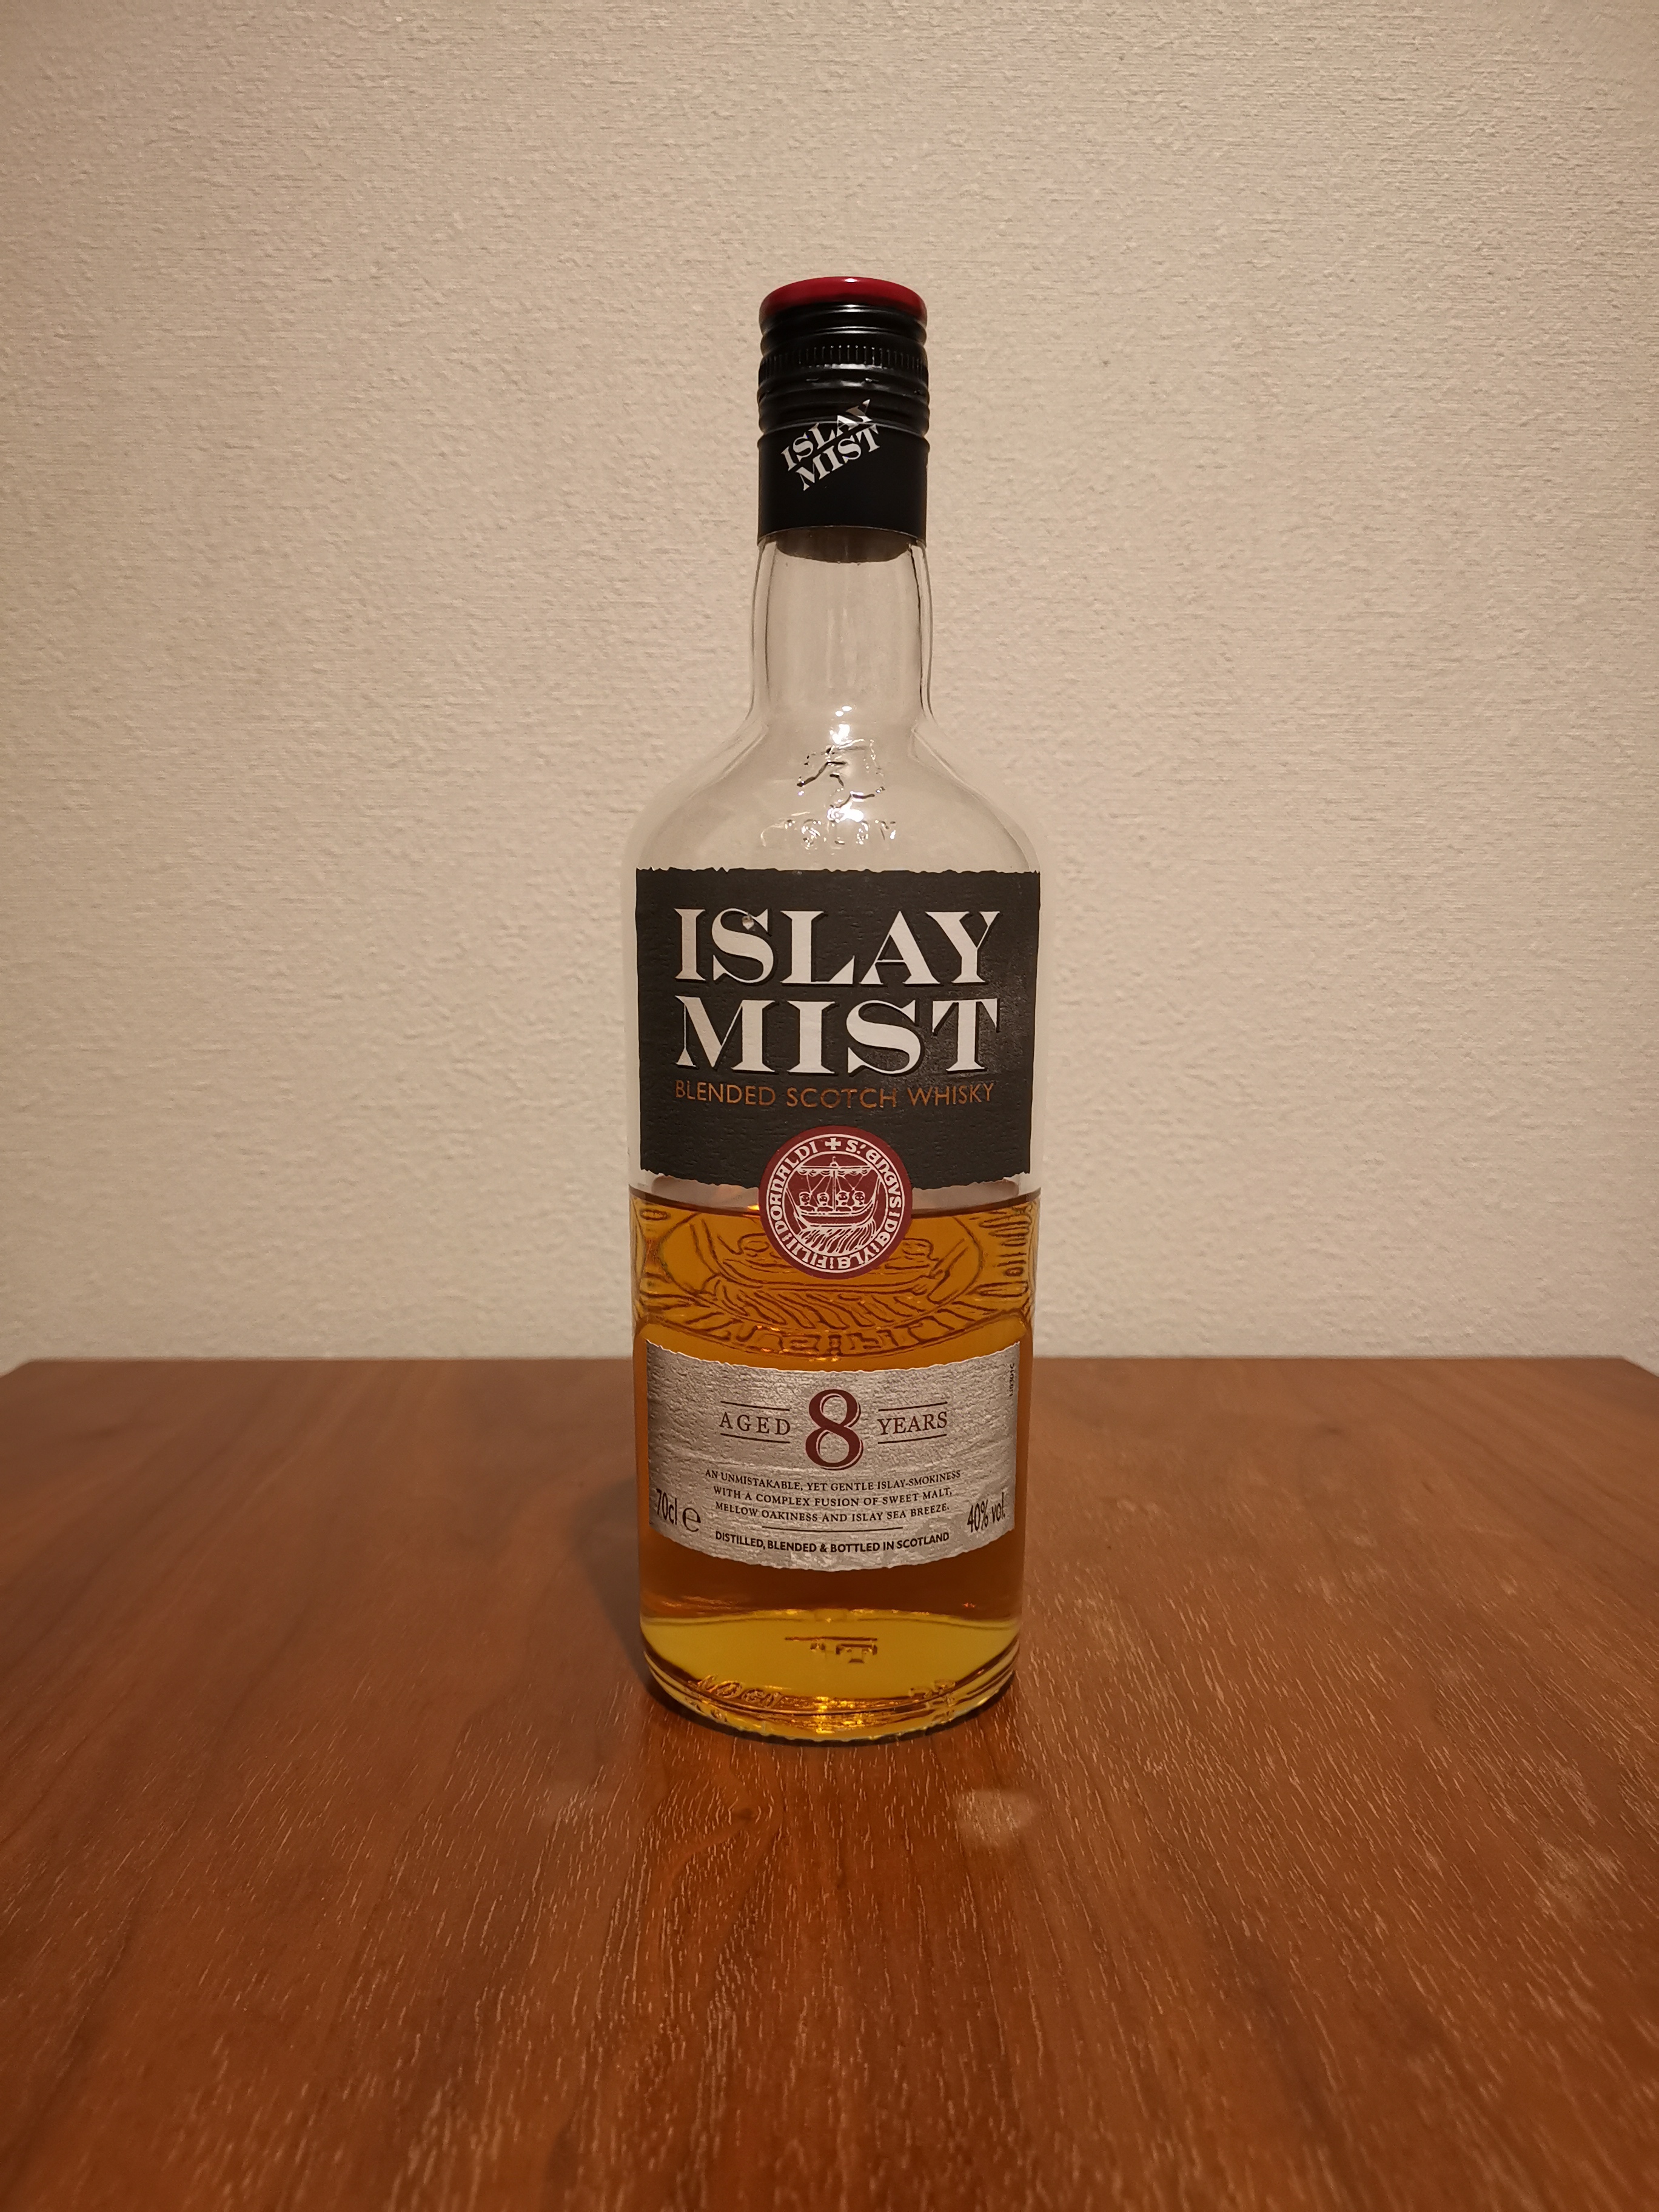 ISLAY
MIST
ISLAY
ISLAY
MIST
BLENDED SCOTCH WHISKY
AGED 8 YEARS
AN UNMISTAKABLE, YET GENTLE ISLAY-SMOKINESS
WITH A COMPLEX FUSION OF SWEET MALT,
MELLOW OAKINESS AND ISLAY SEA BREEZE.
70cl e
40% vol.
DISTILLED, BLENDED & BOTTLED IN SCOTLAND